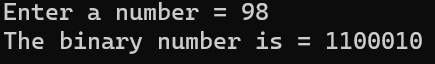 Enter a number = 98
The binary number is = 1100010